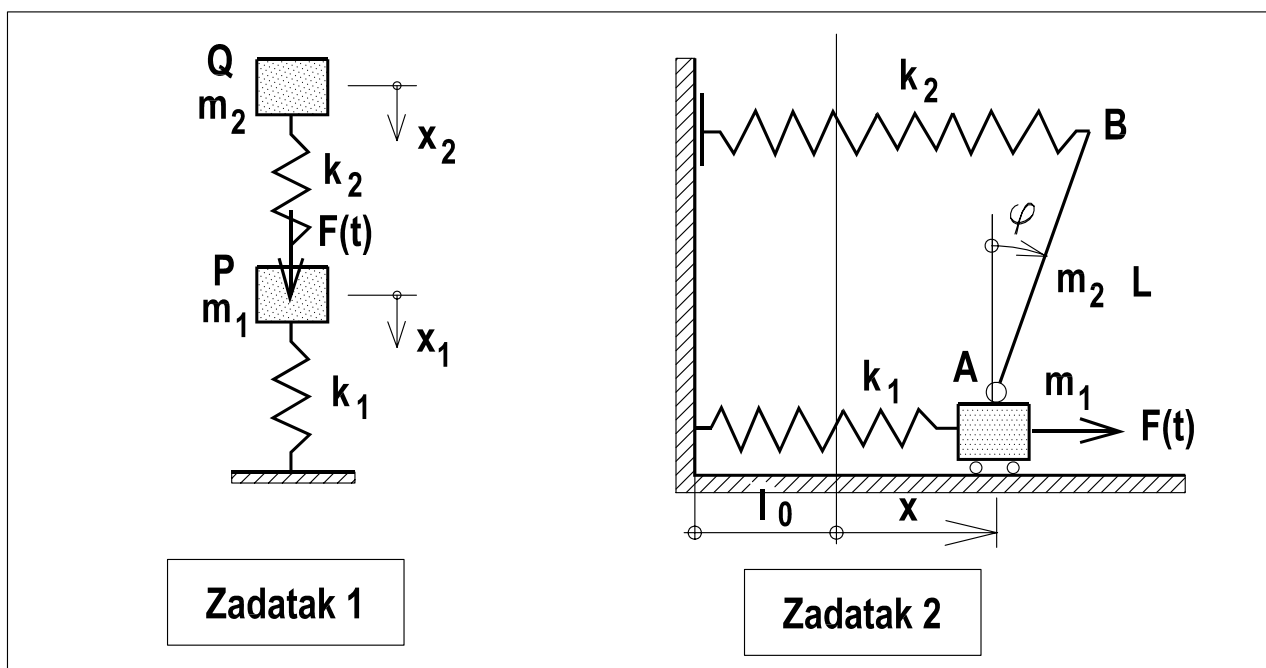 Q
m2
x2
k2
F(t)
P
m1
x1
k1
Zadatak 1
k2
B
φ
m2 L
A
k1
m1
F(t)
l0
x
Zadatak 2